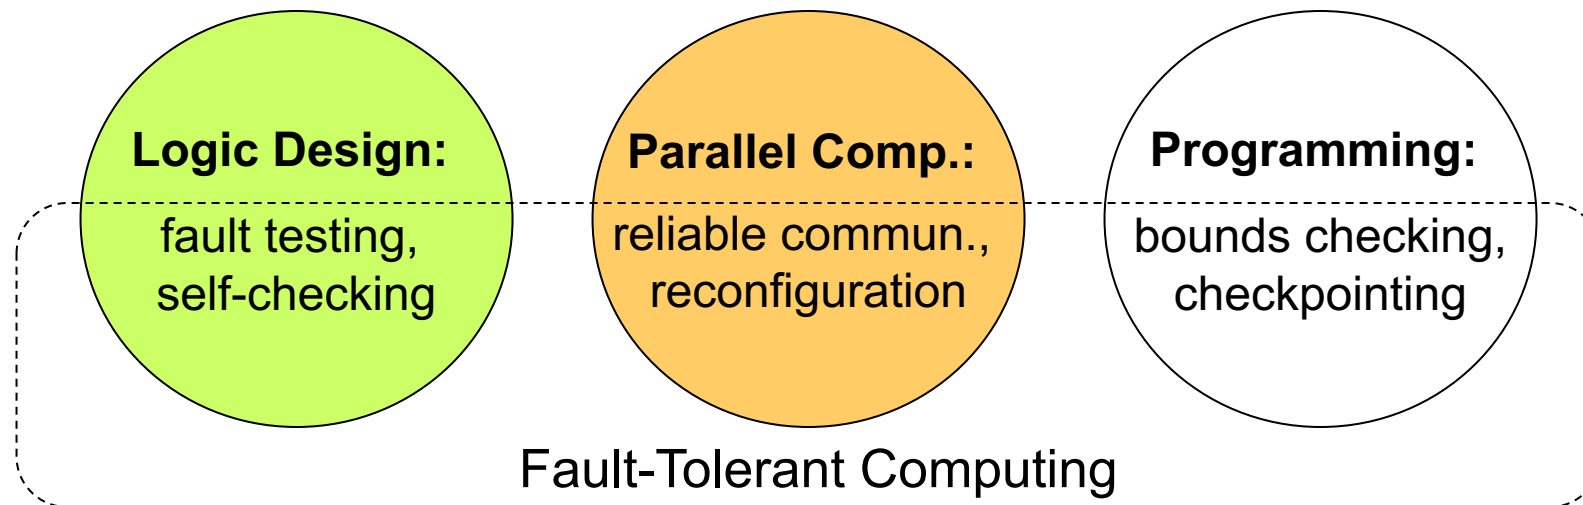 Logic Design:
fault testing,
self-checking
Parallel Comp.:
reliable commun.,
reconfiguration
Programming:
bounds checking,
checkpointing
Fault-Tolerant Computing